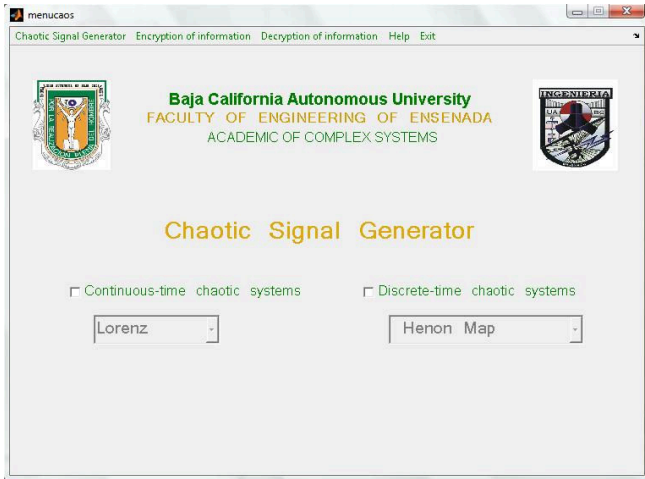 menucaos
Chaotic Signal Generator Encryption of information Decryption of information Help Exit
Baja California Autonomous University
FACULTY OF ENGINEERING OF ENSENADA
ACADEMIC OF COMPLEX SYSTEMS
INGENIERIA
UA BC
Chaotic Signal Generator
Continuous-time chaotic systems
Discrete-time chaotic systems
Lorenz
Henon Map